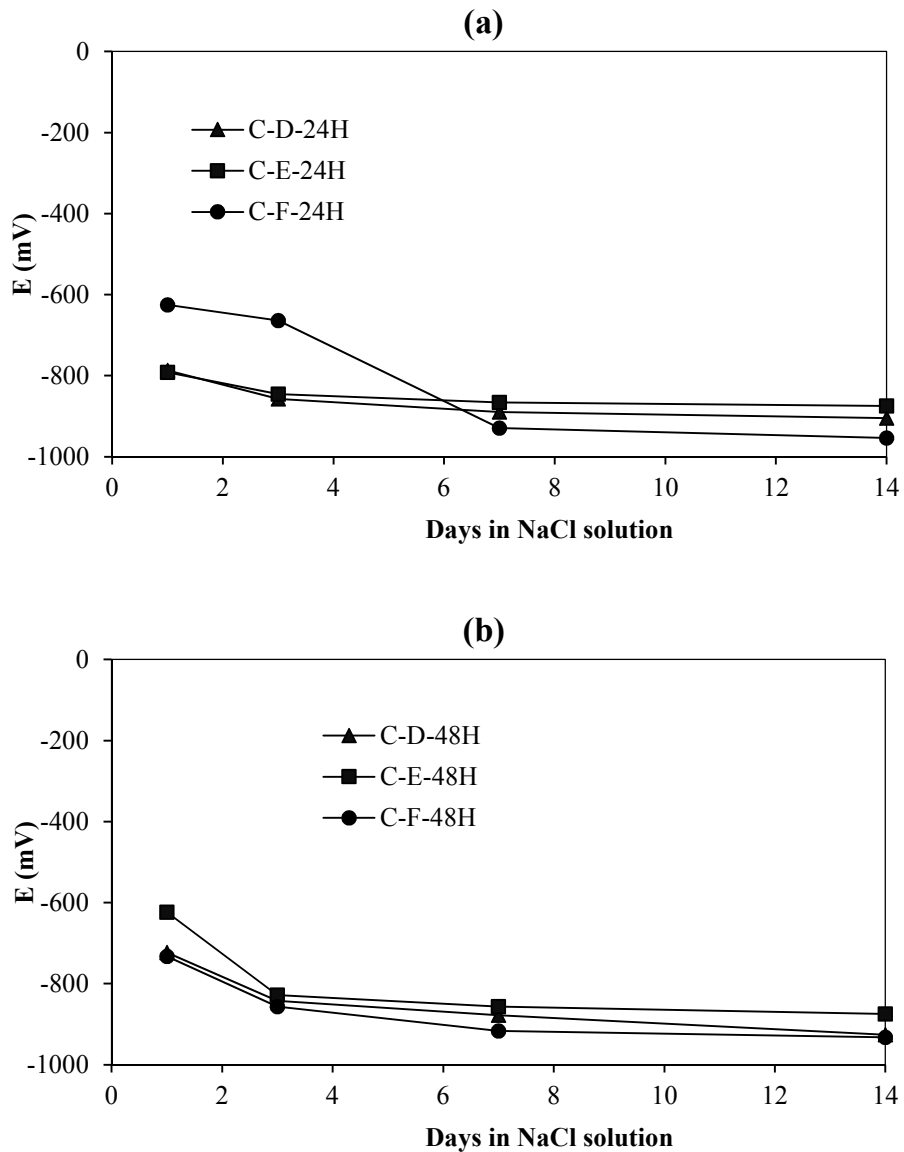 (a)
0
-200
-400
-600
-800
-1000
E (mV)
C-D-24H
C-E-24H
C-F-24H
0 2 4 6 8 10 12 14
Days in NaCl solution
(b)
0
-200
-400
-600
-800
-1000
E (mV)
C-D-48H
C-E-48H
C-F-48H
0 2 4 6 8 10 12 14
Days in NaCl solution